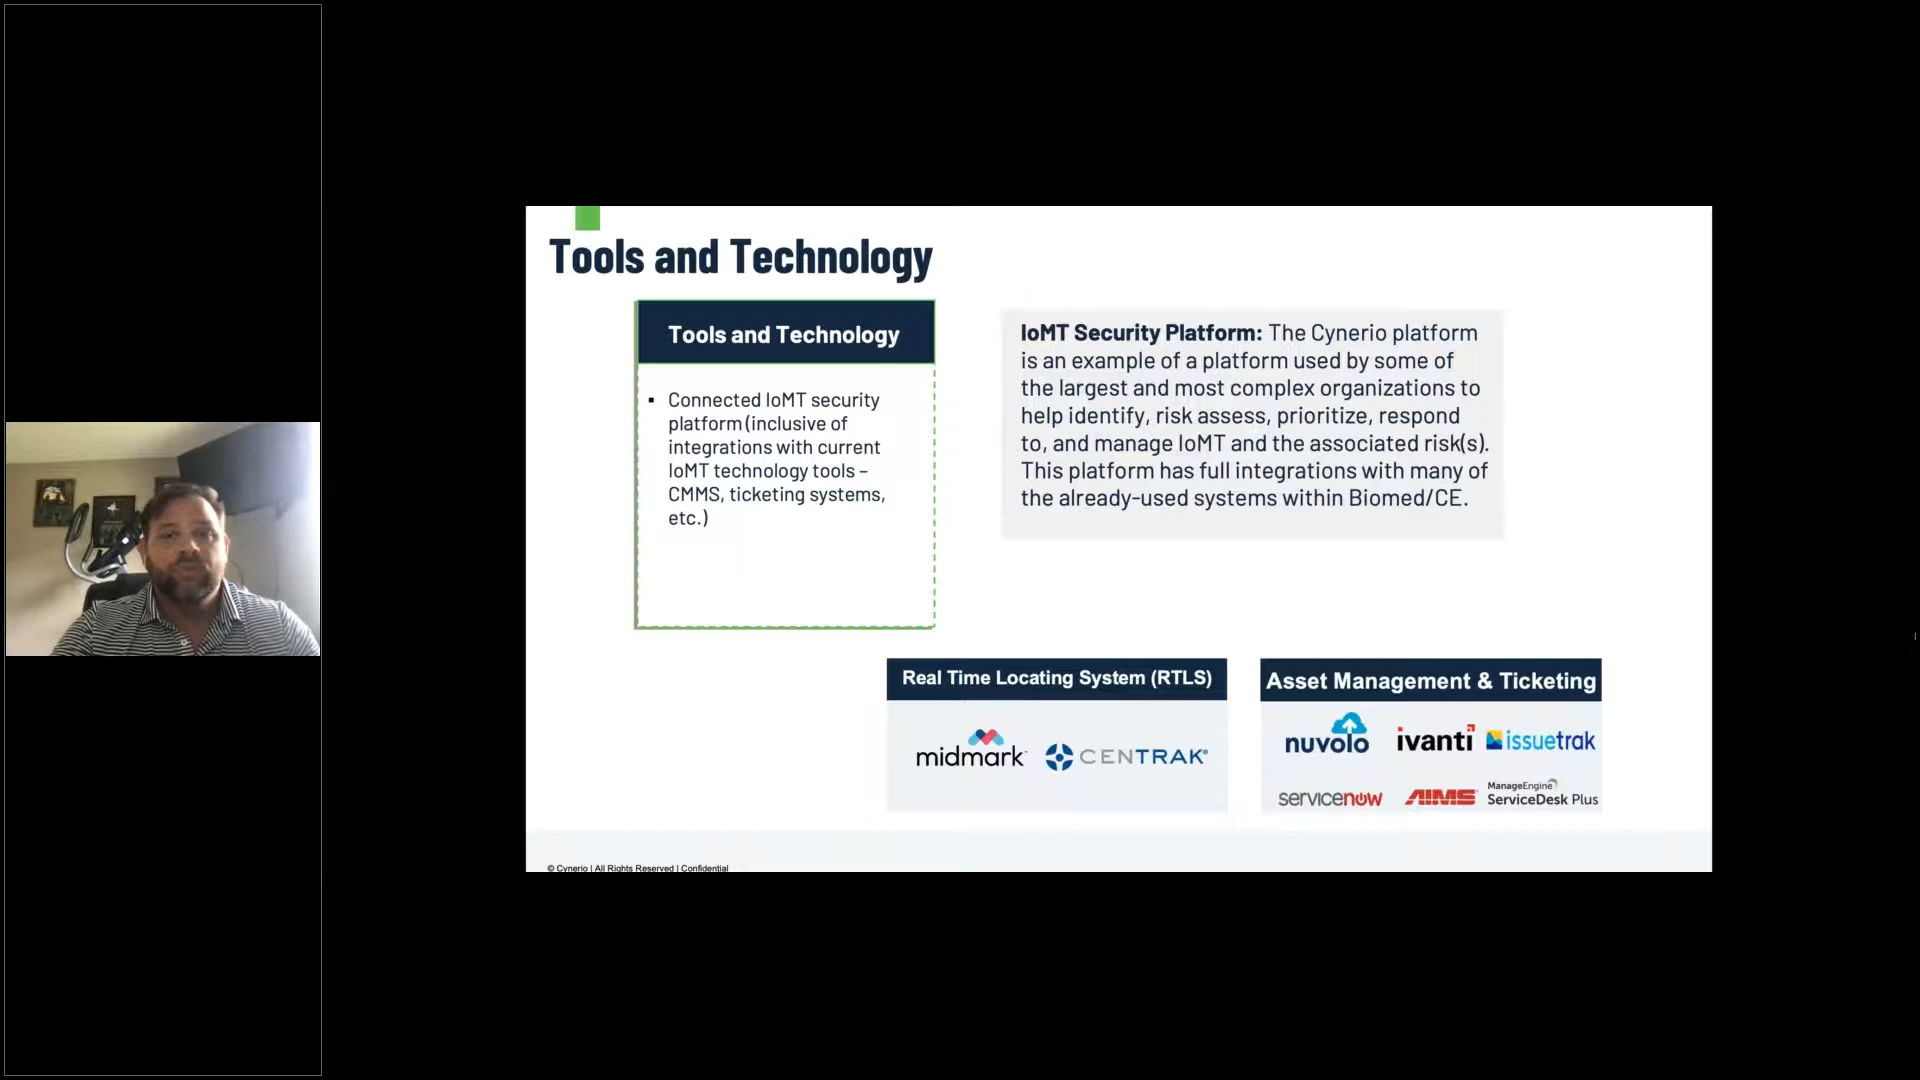 Tools and Technology
Tools and Technology
▪ Connected IoMT security
platform (inclusive of
integrations with current
IoMT technology tools –
CMMS, ticketing systems,
etc.)
IoMT Security Platform: The Cynerio platform
is an example of a platform used by some of
the largest and most complex organizations to
help identify, risk assess, prioritize, respond
to, and manage IoMT and the associated risk(s).
This platform has full integrations with many of
the already-used systems within Biomed/CE.
Real Time Locating System (RTLS)
midmark CENTRAK®
Asset Management & Ticketing
nuvolo ivanti issuetrak
servicenow AIMS ManageEngine
ServiceDesk Plus
© Cynerio | All Rights Reserved | Confidential